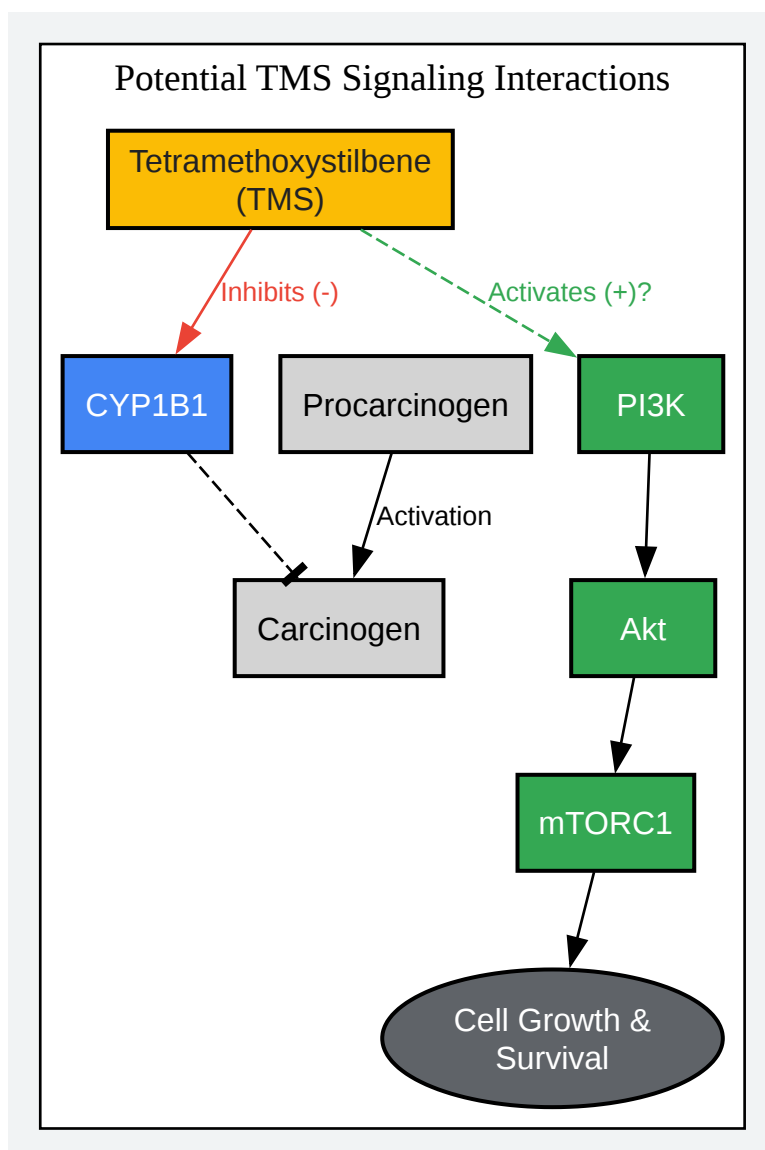 Potential TMS Signaling Interactions
Tetramethoxystilbene
(TMS)
Inhibits (-)
Activates (+)?
CYP1B1
Procarcinogen
PI3K
Activation
Carcinogen
Akt
mTORC1
Cell Growth &
Survival